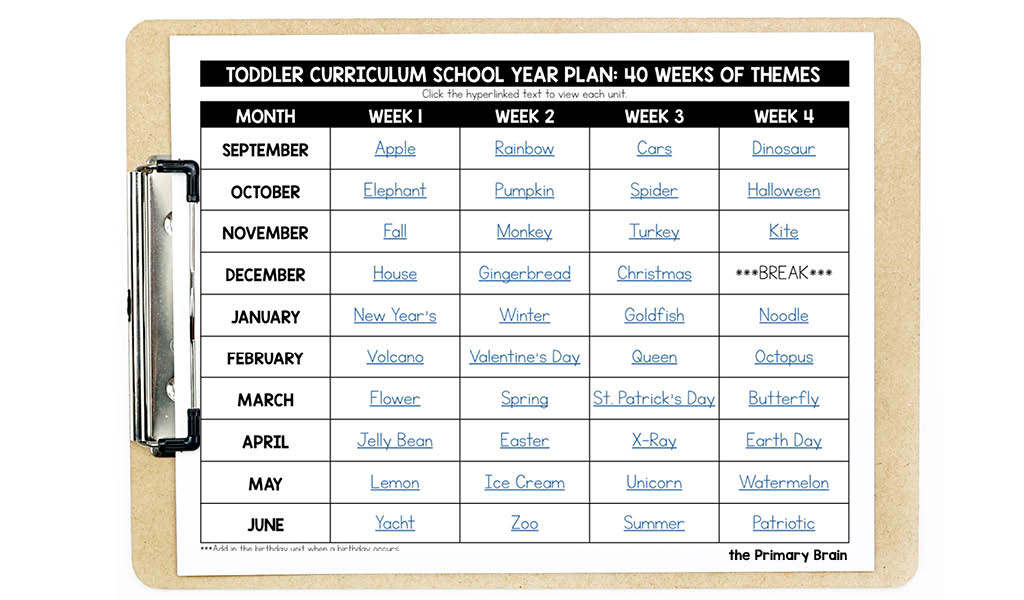 TODDLER CURRICULUM SCHOOL YEAR PLAN: 40 WEEKS OF THEMES
Click the hyperlinked text to view each unit.
MONTH WEEK 1 WEEK 2 WEEK 3 WEEK 4
SEPTEMBER Apple Rainbow Cars Dinosaur
OCTOBER Elephant Pumpkin Spider Halloween
NOVEMBER Fall Monkey Turkey Kite
DECEMBER House Gingerbread Christmas ***BREAK***
JANUARY New Year's Winter Goldfish Noodle
FEBRUARY Volcano Valentine's Day Queen Octopus
MARCH Flower Spring St. Patrick's Day Butterfly
APRIL Jelly Bean Easter X-Ray Earth Day
MAY Lemon Ice Cream Unicorn Watermelon
JUNE Yacht Zoo Summer Patriotic
***Add in the birthday unit when a birthday occurs
the Primary Brain